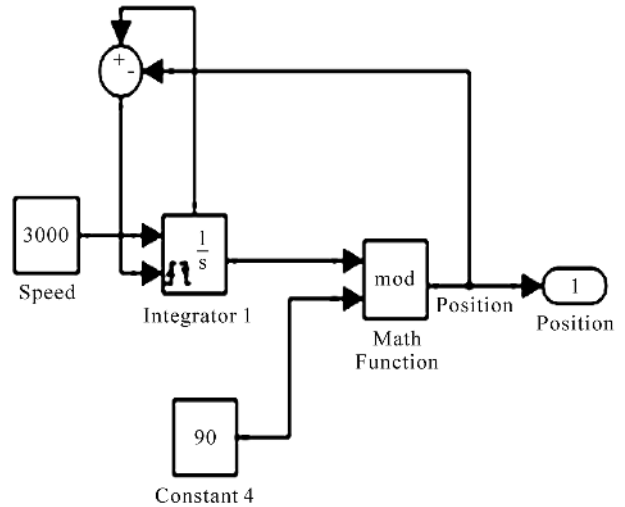 +
-
3000
1
s
Speed
Integrator 1
mod
Position
Math
Function
1
Position
90
Constant 4